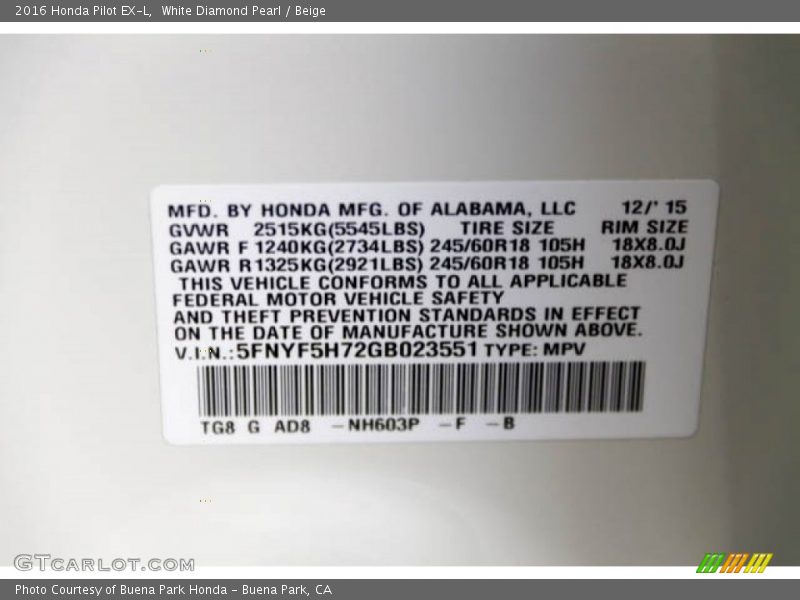 2016 Honda Pilot EX-L, White Diamond Pearl / Beige
MFD. BY HONDA MFG. OF ALABAMA, LLC 12/' 15
GVWR 2515KG(5545LBS) TIRE SIZE RIM SIZE
GAWR F 1240KG(2734LBS) 245/60R18 105H 18X8.0J
GAWR R1325KG(2921LBS) 245/60R18 105H 18X8.0J
THIS VEHICLE CONFORMS TO ALL APPLICABLE
FEDERAL MOTOR VEHICLE SAFETY
AND THEFT PREVENTION STANDARDS IN EFFECT
ON THE DATE OF MANUFACTURE SHOWN ABOVE.
V.I.N.:5FNYF5H72GB023551 TYPE: MPV
TG8 G AD8 -NH603P -F -B
GTCARLOT.COM
Photo Courtesy of Buena Park Honda - Buena Park, CA